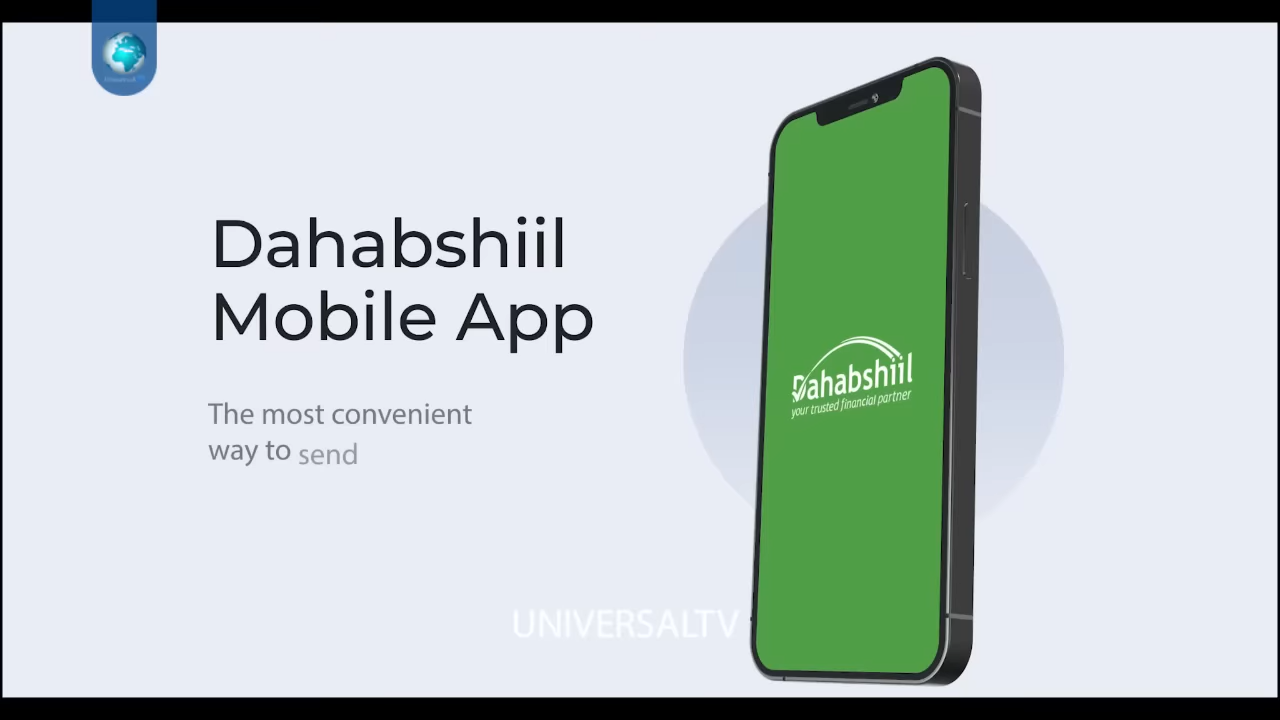 Dahabshiil
Mobile App
The most convenient
way to send
Dahabshiil
your trusted financial partner
UNIVERSALTV